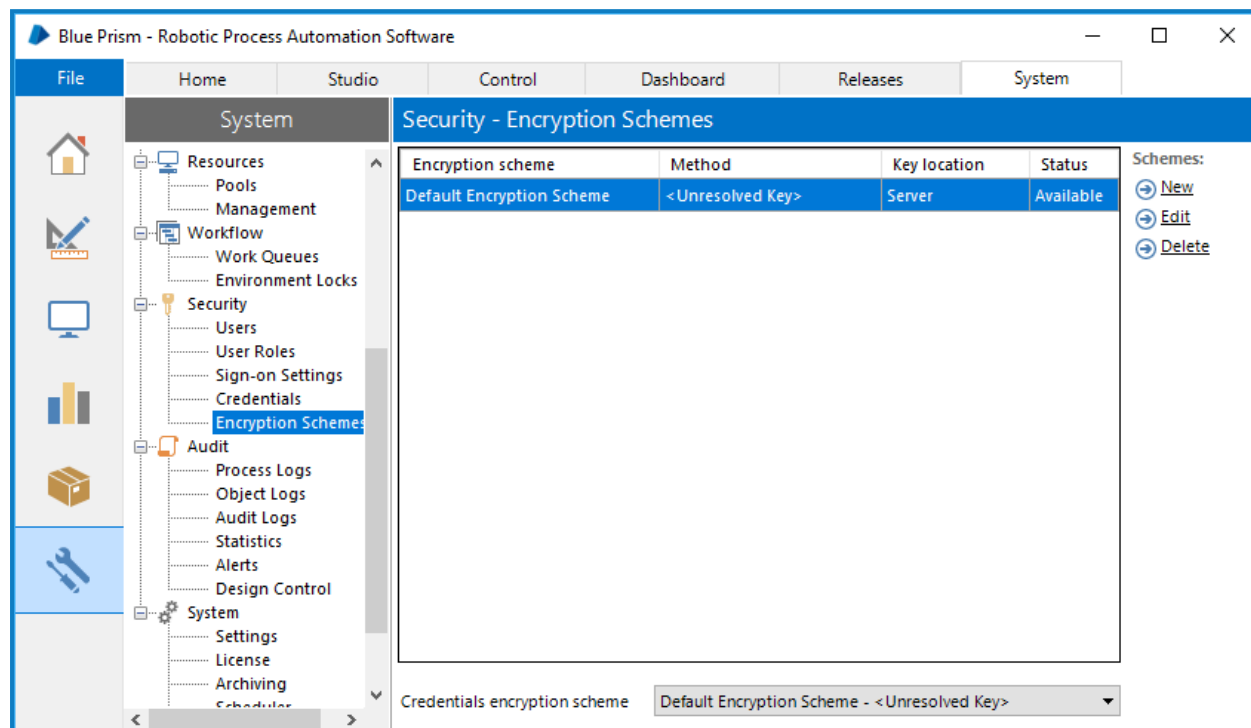 Blue Prism - Robotic Process Automation Software
File Home Studio Control Dashboard Releases System
System
Resources
Pools
Management
Workflow
Work Queues
Environment Locks
Security
Users
User Roles
Sign-on Settings
Credentials
Encryption Schemes
Audit
Process Logs
Object Logs
Audit Logs
Statistics
Alerts
Design Control
System
Settings
License
Archiving
Scheduler
Security - Encryption Schemes
Encryption scheme Method Key location Status
Default Encryption Scheme <Unresolved Key> Server Available
Schemes:
New
Edit
Delete
Credentials encryption scheme Default Encryption Scheme - <Unresolved Key>